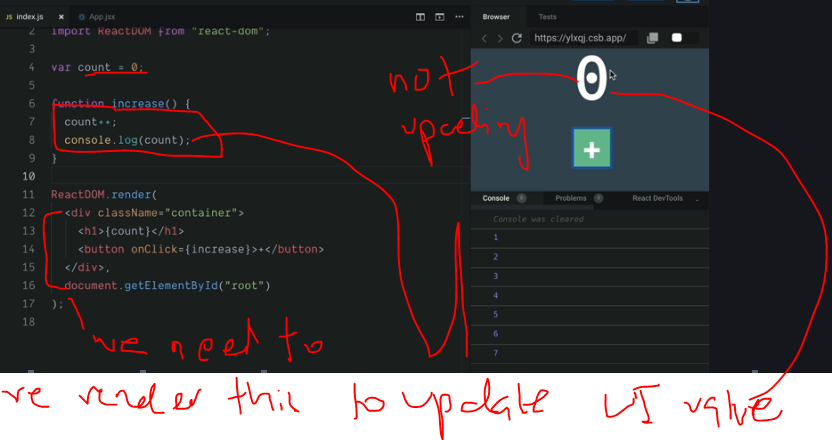 index.js × App.jsx ...
Browser Tests
https://ylxqj.csb.app/
2 import ReactDOM from "react-dom";
3
4 var count = 0;
5
6 function increase() {
7 count++;
8 console.log(count);
9 }
10
11 ReactDOM.render(
12 <div className="container">
13 <h1>{count}</h1>
14 <button onClick={increase}>+</button>
15 </div>,
16 document.getElementById("root")
17 );
18
0
+
not
upadting
Console 0 Problems 0 React DevTools
Console was cleared
1
2
3
4
5
6
7
we need to
re render this to update UI value